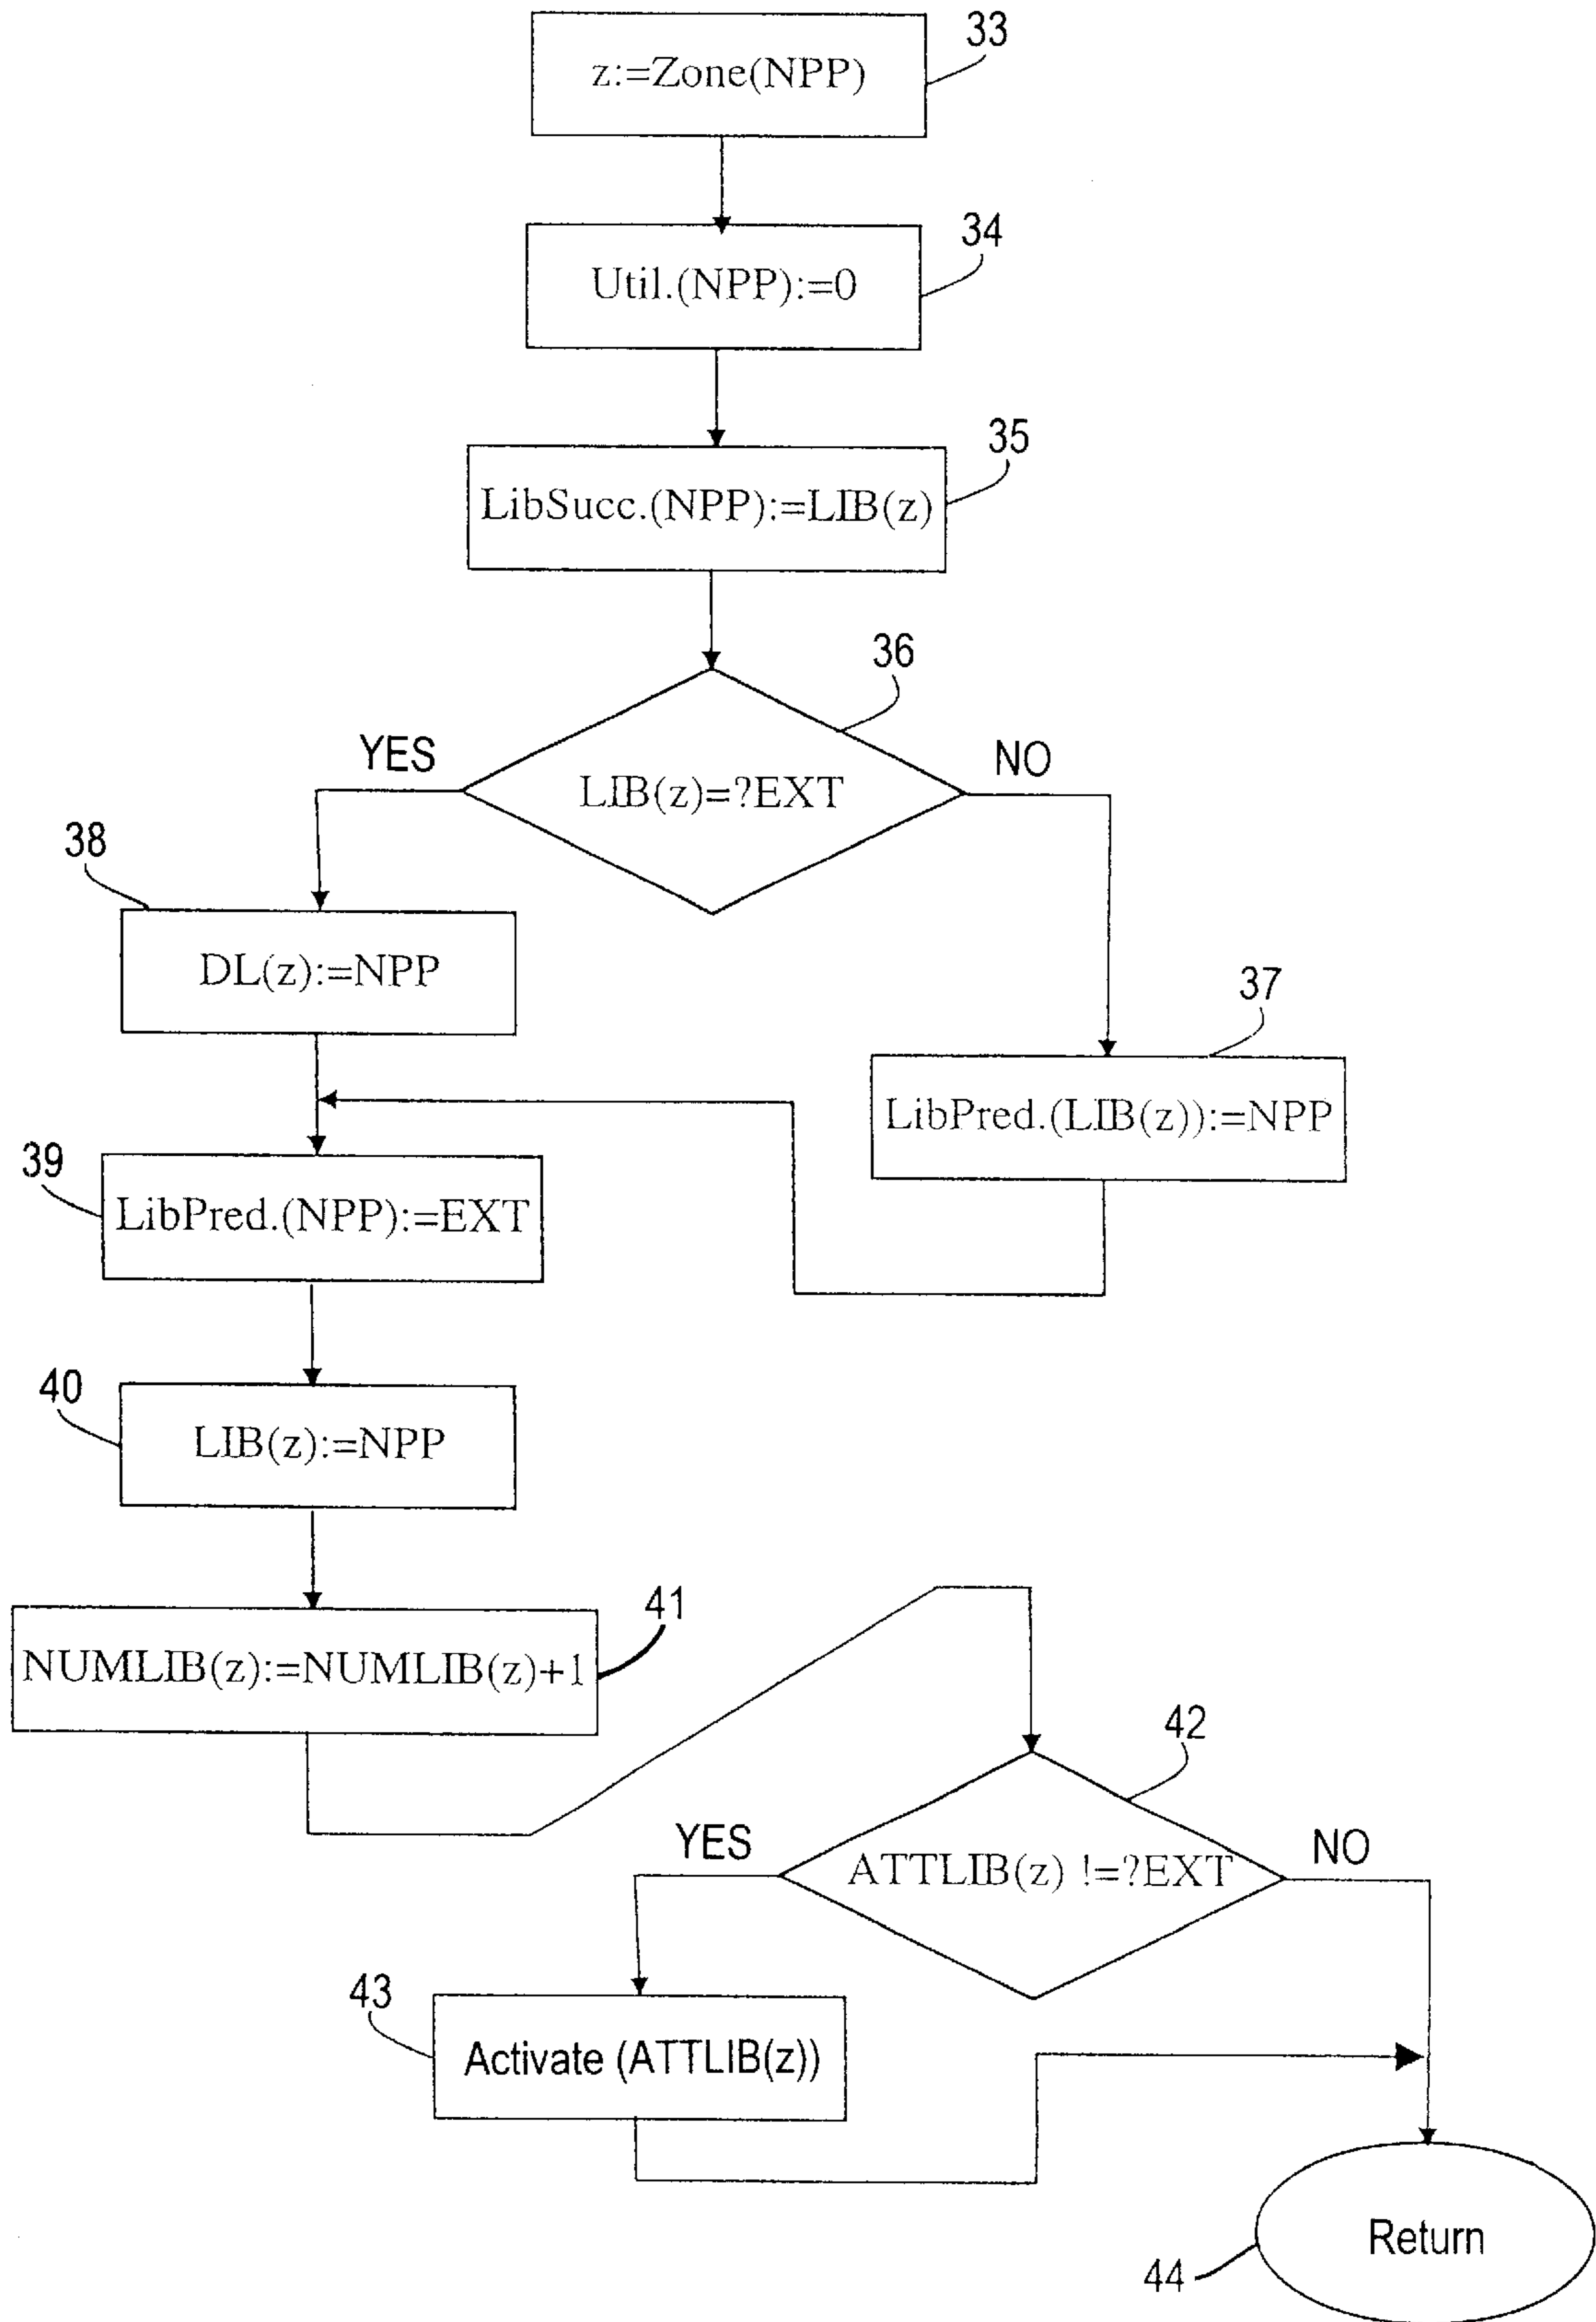 33
z:=Zone(NPP)
34
Util.(NPP):=0
35
LibSucc.(NPP):=LIB(z)
36
YES
NO
LIB(z)=?EXT
38
DL(z):=NPP
37
LibPred.(LIB(z)):=NPP
39
LibPred.(NPP):=EXT
40
LIB(z):=NPP
41
NUMLIB(z):=NUMLIB(z)+1
42
YES
NO
ATTLIB(z) !=?EXT
43
Activate (ATTLIB(z))
Return
44